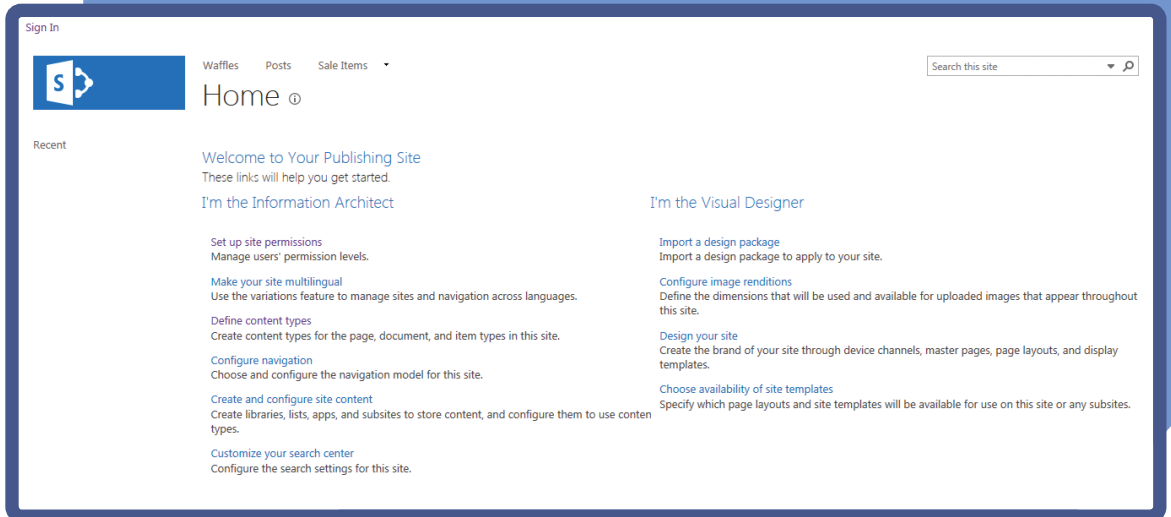 Sign In
S
Waffles Posts Sale Items
Search this site
Home
Recent
Welcome to Your Publishing Site
These links will help you get started.
I'm the Information Architect
Set up site permissions
Manage users' permission levels.
Make your site multilingual
Use the variations feature to manage sites and navigation across languages.
Define content types
Create content types for the page, document, and item types in this site.
Configure navigation
Choose and configure the navigation model for this site.
Create and configure site content
Create libraries, lists, apps, and subsites to store content, and configure them to use conten
types.
Customize your search center
Configure the search settings for this site.
I'm the Visual Designer
Import a design package
Import a design package to apply to your site.
Configure image renditions
Define the dimensions that will be used and available for uploaded images that appear throughout
this site.
Design your site
Create the brand of your site through device channels, master pages, page layouts, and display
templates.
Choose availability of site templates
Specify which page layouts and site templates will be available for use on this site or any subsites.